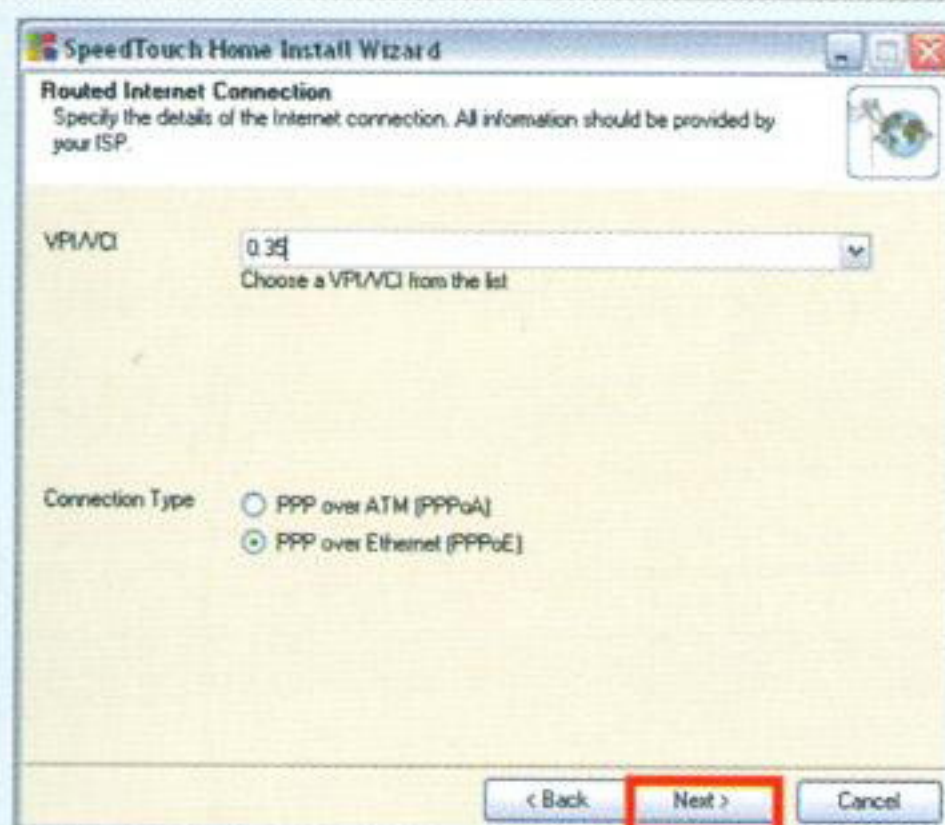 SpeedTouch Home Install Wizard
Routed Internet Connection
Specify the details of the Internet connection. All information should be provided by
your ISP.
VPI/VCI
0.35
Choose a VPI/VCI from the list
Connection Type
PPP over ATM (PPPoA)
PPP over Ethernet (PPPoE)
< Back
Next >
Cancel